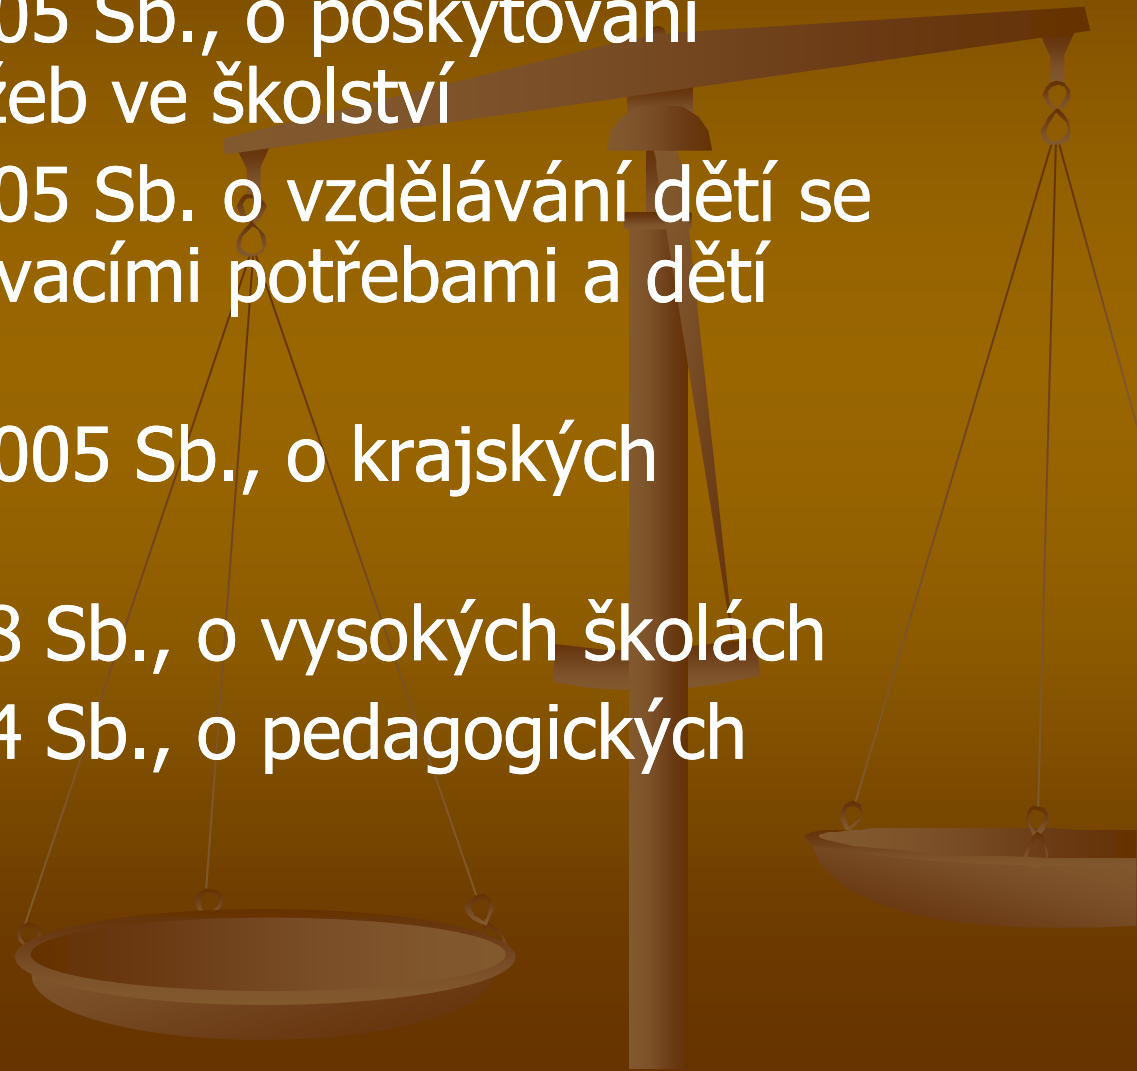 05 Sb., o poskytování
žeb ve školství
05 Sb. o vzdělávání dětí se
vacími potřebami a dětí
005 Sb., o krajských
8 Sb., o vysokých školách
4 Sb., o pedagogických